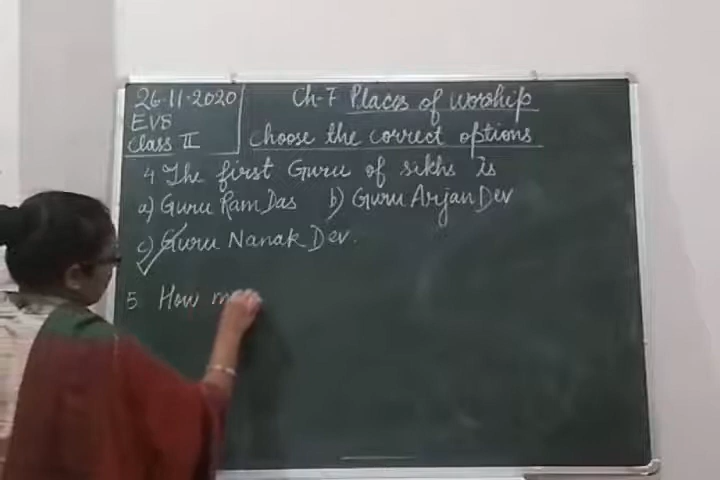 26-11-2020
EVS
Class II
Ch-7 Places of worship
choose the correct options
4 The first Guru of sikhs is
a) Guru Ram Das b) Guru Arjan Dev
c) Guru Nanak Dev.
5 How